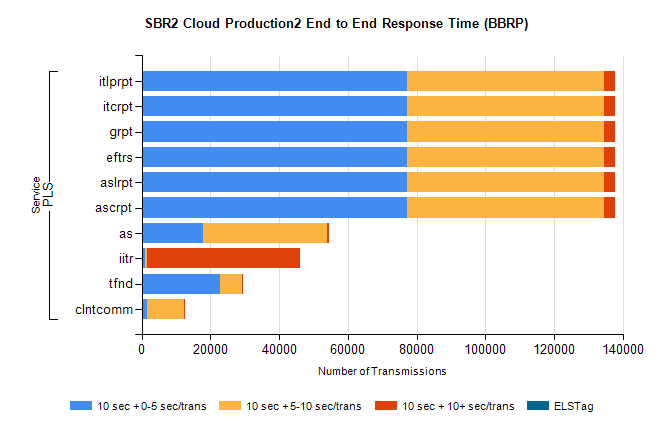 SBR2 Cloud Production2 End to End Response Time (BBRP)
Service
PLS
itlprpt
itcrpt
grpt
eftrs
aslrpt
ascrpt
as
iitr
tfnd
clntcomm
0 20000 40000 60000 80000 100000 120000 140000
Number of Transmissions
10 sec +0-5 sec/trans 10 sec +5-10 sec/trans 10 sec + 10+ sec/trans ELSTag